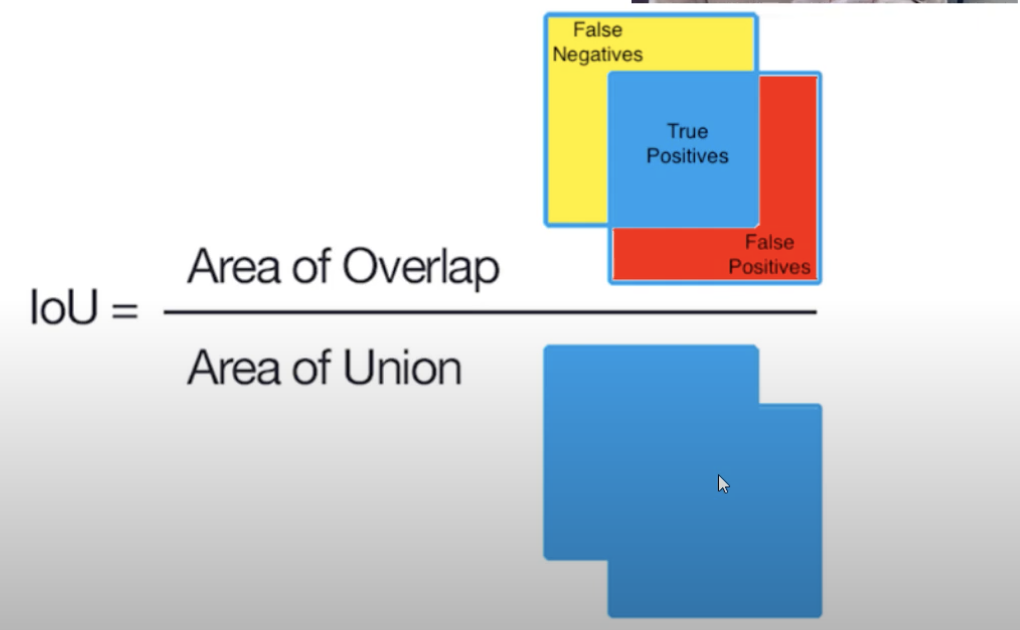 False
Negatives
True
Positives
False
Positives
Area of Overlap
IoU =
Area of Union